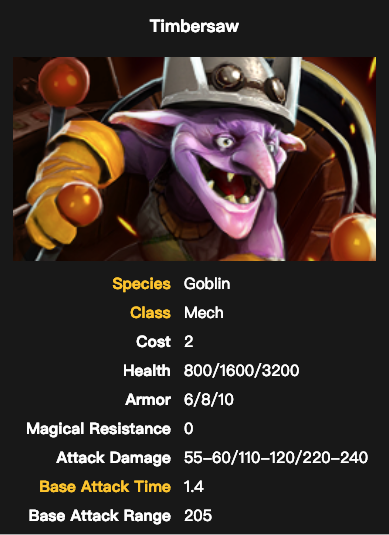 Timbersaw
Species Goblin
Class Mech
Cost 2
Health 800/1600/3200
Armor 6/8/10
Magical Resistance 0
Attack Damage 55–60/110–120/220–240
Base Attack Time 1.4
Base Attack Range 205